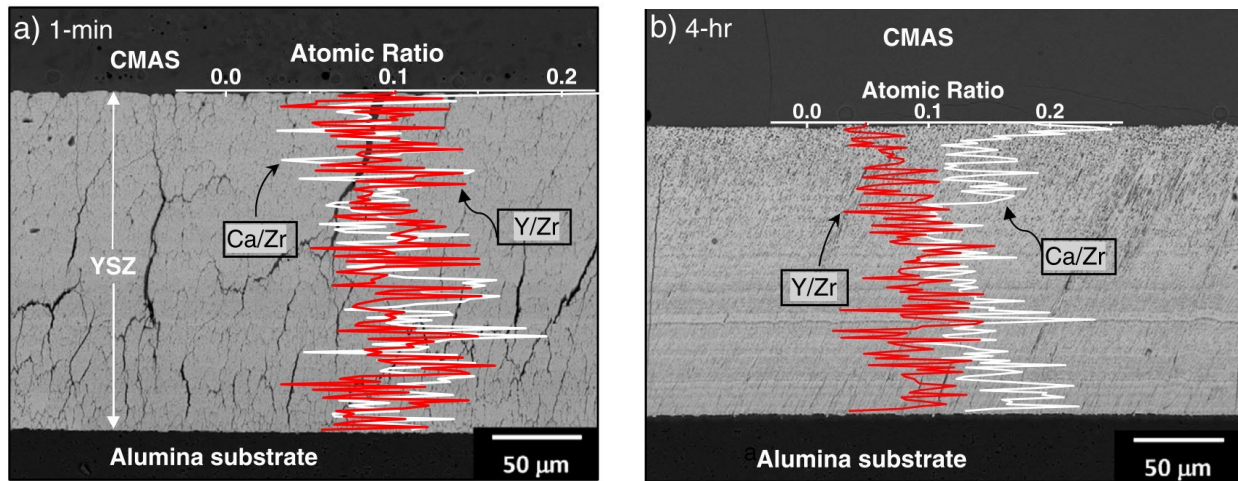 a) 1-min
CMAS
Atomic Ratio
0.0 0.1 0.2
Ca/Zr
Y/Zr
YSZ
Alumina substrate
50 µm
b) 4-hr
CMAS
Atomic Ratio
0.0 0.1 0.2
Y/Zr
Ca/Zr
a
Alumina substrate
50 µm